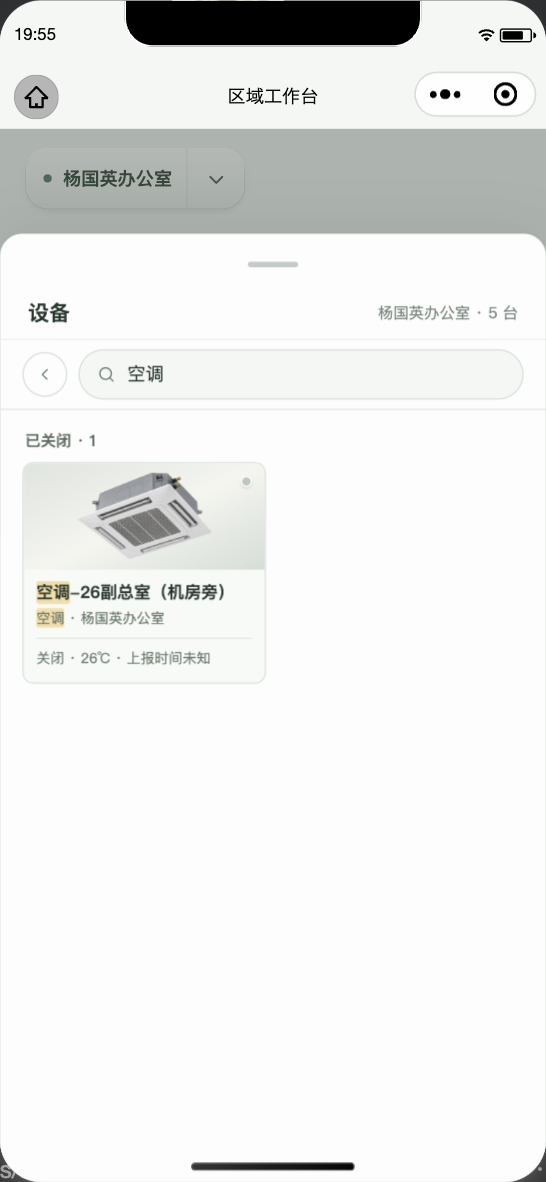 19:55
区域工作台
杨国英办公室
设备
杨国英办公室 · 5 台
空调
已关闭 · 1
空调–26副总室（机房旁）
空调 · 杨国英办公室
关闭 · 26℃ · 上报时间未知